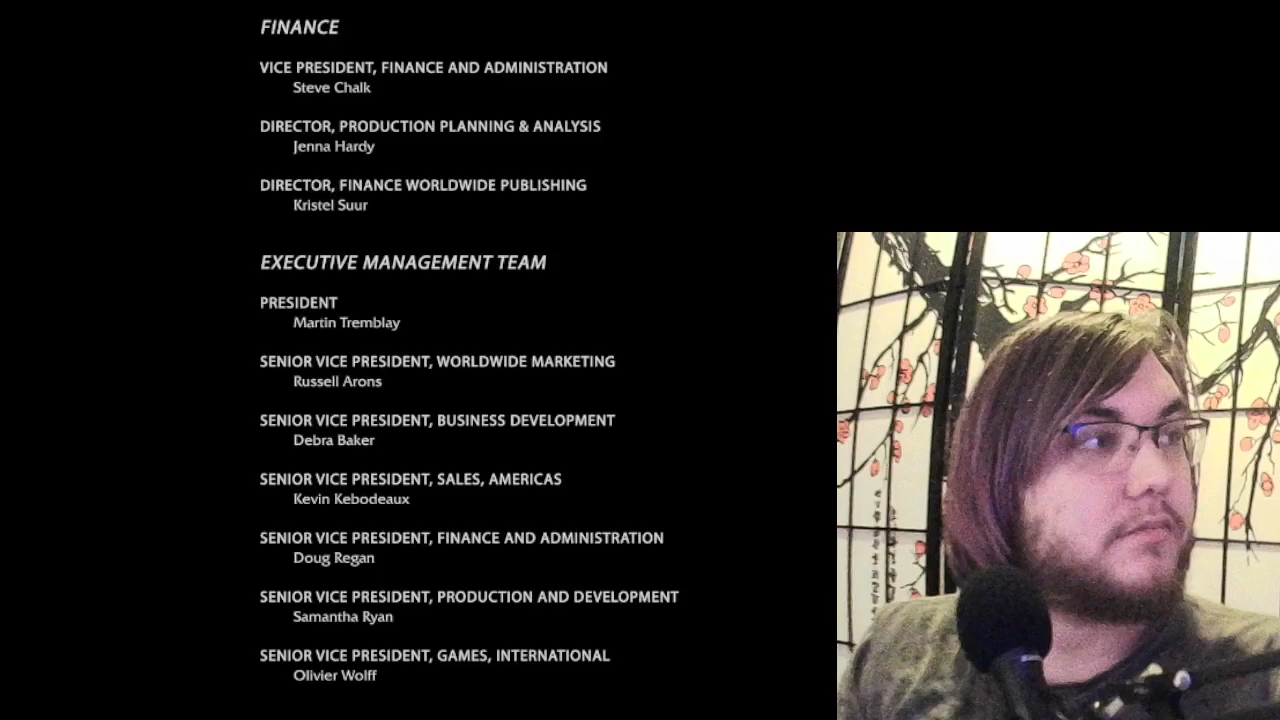 FINANCE
VICE PRESIDENT, FINANCE AND ADMINISTRATION
Steve Chalk
DIRECTOR, PRODUCTION PLANNING & ANALYSIS
Jenna Hardy
DIRECTOR, FINANCE WORLDWIDE PUBLISHING
Kristel Suur
EXECUTIVE MANAGEMENT TEAM
PRESIDENT
Martin Tremblay
SENIOR VICE PRESIDENT, WORLDWIDE MARKETING
Russell Arons
SENIOR VICE PRESIDENT, BUSINESS DEVELOPMENT
Debra Baker
SENIOR VICE PRESIDENT, SALES, AMERICAS
Kevin Kebodeaux
SENIOR VICE PRESIDENT, FINANCE AND ADMINISTRATION
Doug Regan
SENIOR VICE PRESIDENT, PRODUCTION AND DEVELOPMENT
Samantha Ryan
SENIOR VICE PRESIDENT, GAMES, INTERNATIONAL
Olivier Wolff